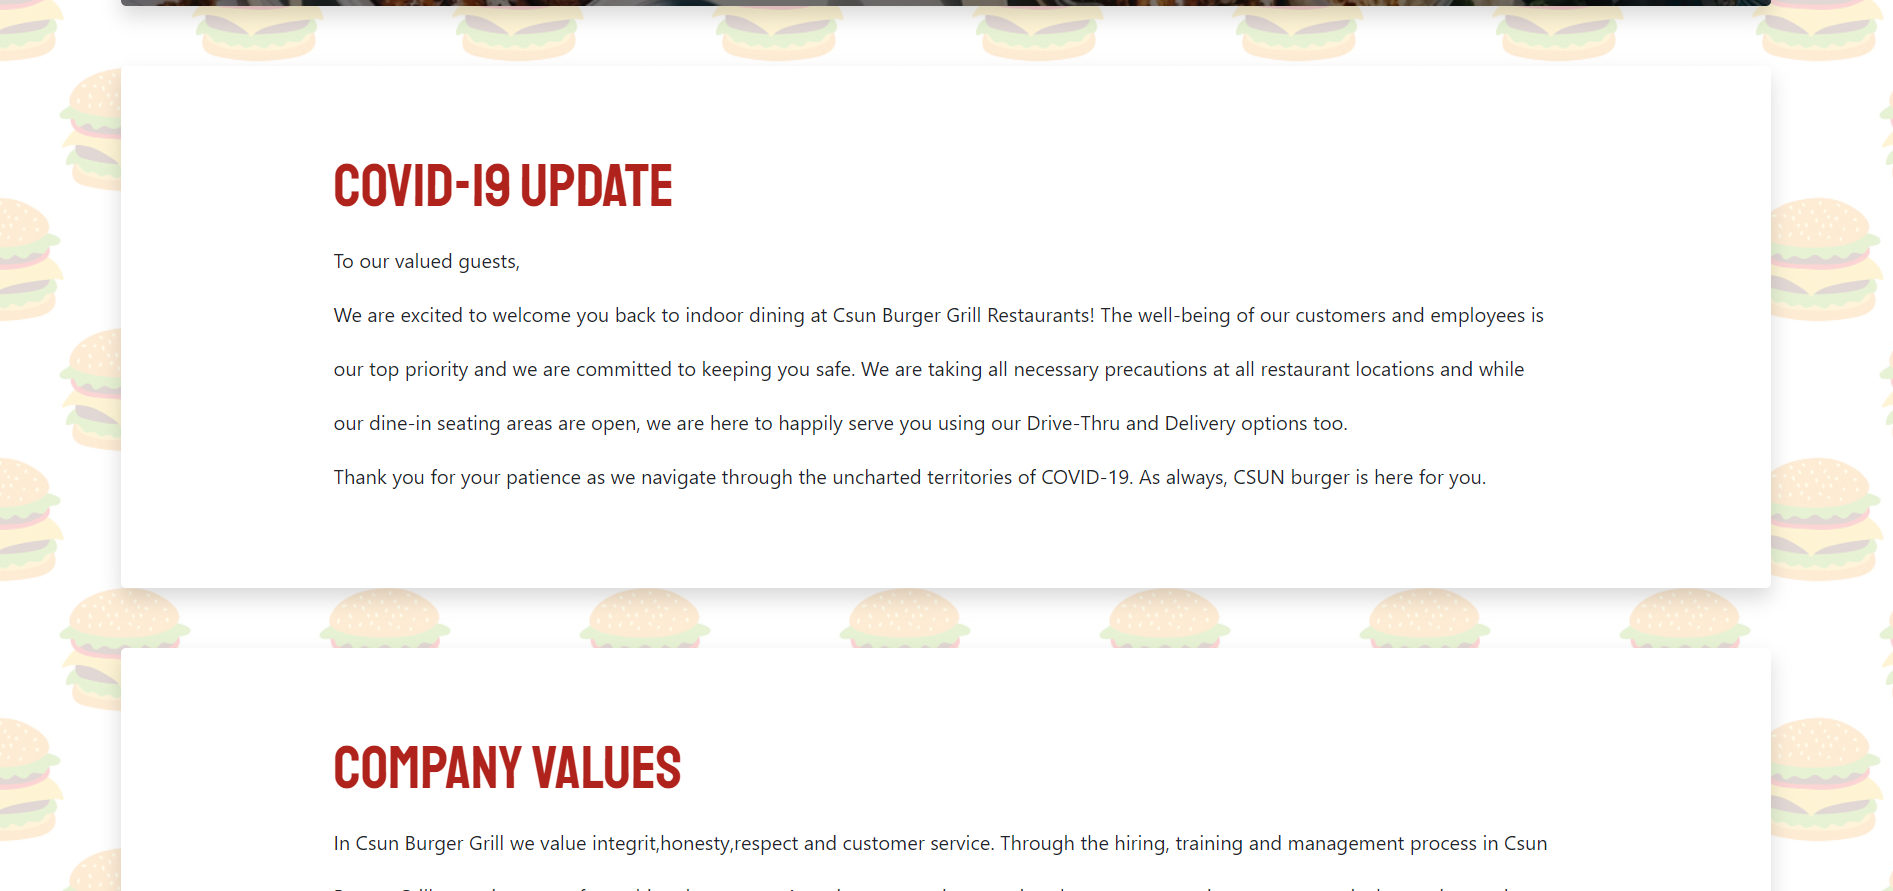 COVID-19 UPDATE
To our valued guests,
We are excited to welcome you back to indoor dining at Csun Burger Grill Restaurants! The well-being of our customers and employees is
our top priority and we are committed to keeping you safe. We are taking all necessary precautions at all restaurant locations and while
our dine-in seating areas are open, we are here to happily serve you using our Drive-Thru and Delivery options too.
Thank you for your patience as we navigate through the uncharted territories of COVID-19. As always, CSUN burger is here for you.
COMPANY VALUES
In Csun Burger Grill we value integrit,honesty,respect and customer service. Through the hiring, training and management process in Csun